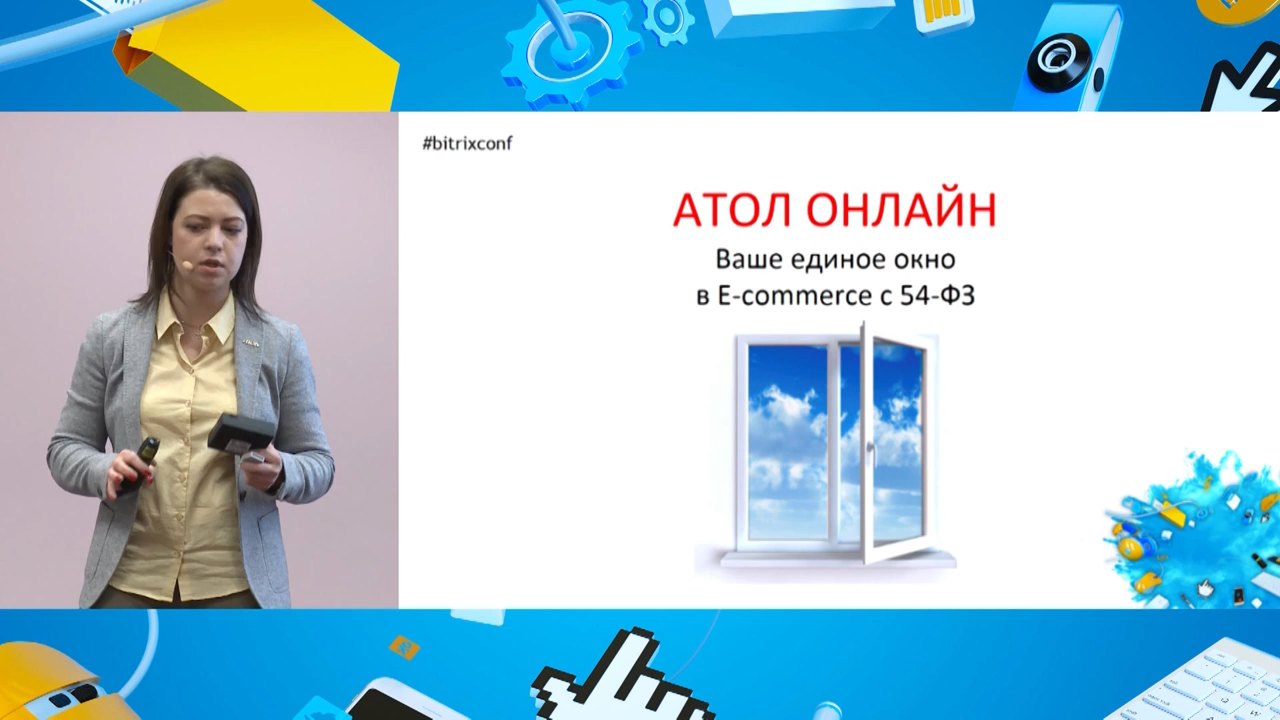 #bitrixconf
АТОЛ ОНЛАЙН
Ваше единое окно
в E-commerce с 54-ФЗ